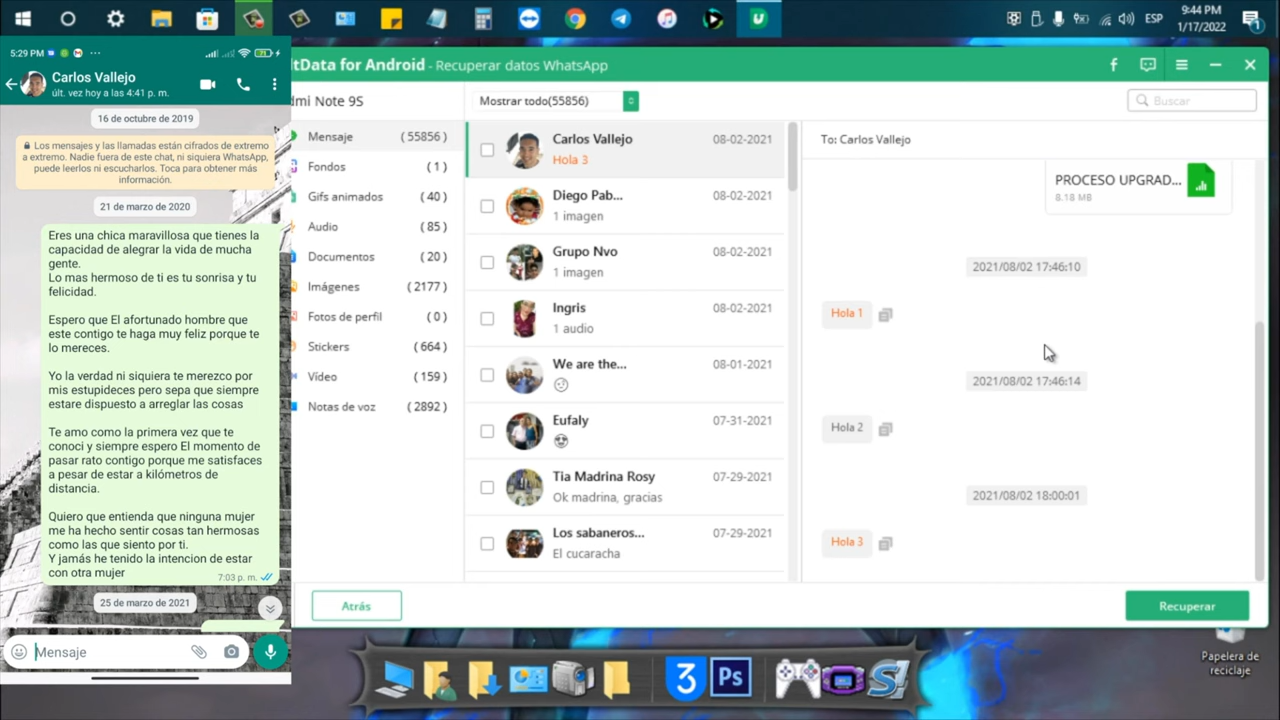 ESP
9:44 PM
1/17/2022
5:29 PM
71
Carlos Vallejo
últ. vez hoy a las 4:41 p. m.
16 de octubre de 2019
Los mensajes y las llamadas están cifrados de extremo
a extremo. Nadie fuera de este chat, ni siquiera WhatsApp,
puede leerlos ni escucharlos. Toca para obtener más
información.
21 de marzo de 2020
Eres una chica maravillosa que tienes la
capacidad de alegrar la vida de mucha
gente.
Lo mas hermoso de ti es tu sonrisa y tu
felicidad.
Espero que El afortunado hombre que
este contigo te haga muy feliz porque te
lo mereces.
Yo la verdad ni siquiera te merezco por
mis estupideces pero sepa que siempre
estare dispuesto a arreglar las cosas
Te amo como la primera vez que te
conoci y siempre espero El momento de
pasar rato contigo porque me satisfaces
a pesar de estar a kilómetros de
distancia.
Quiero que entienda que ninguna mujer
me ha hecho sentir cosas tan hermosas
como las que siento por ti.
Y jamás he tenido la intencion de estar
con otra mujer
7:03 p. m.
25 de marzo de 2021
Mensaje
ltData for Android - Recuperar datos WhatsApp
dmi Note 9S
Mensaje (55856)
Fondos (1)
Gifs animados (40)
Audio (85)
Documentos (20)
Imágenes (2177)
Fotos de perfil (0)
Stickers (664)
Vídeo (159)
Notas de voz (2892)
Atrás
Mostrar todo(55856)
Buscar
Carlos Vallejo 08-02-2021
Hola 3
Diego Pab... 08-02-2021
1 imagen
Grupo Nvo 08-02-2021
1 imagen
Ingris 08-02-2021
1 audio
We are the... 08-01-2021
Eufaly 07-31-2021
Tia Madrina Rosy 07-29-2021
Ok madrina, gracias
Los sabaneros... 07-29-2021
El cucaracha
To: Carlos Vallejo
PROCESO UPGRAD...
8.18 MB
2021/08/02 17:46:10
Hola 1
2021/08/02 17:46:14
Hola 2
2021/08/02 18:00:01
Hola 3
Recuperar
Papelera de
reciclaje
3
Ps